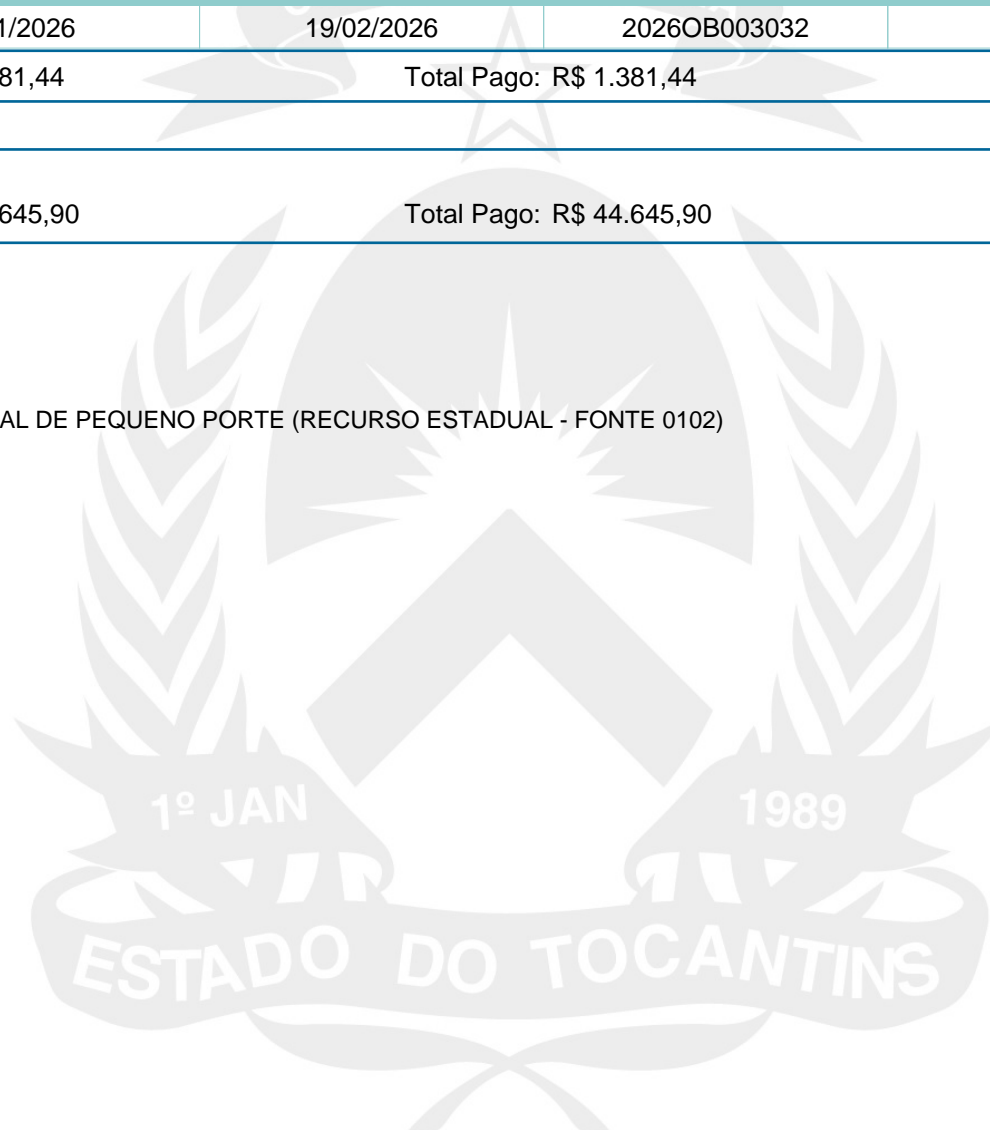 1/2026 19/02/2026 2026OB003032
81,44 Total Pago: R$ 1.381,44
645,90 Total Pago: R$ 44.645,90
AL DE PEQUENO PORTE (RECURSO ESTADUAL - FONTE 0102)
1º JAN 1989
ESTADO DO TOCANTINS